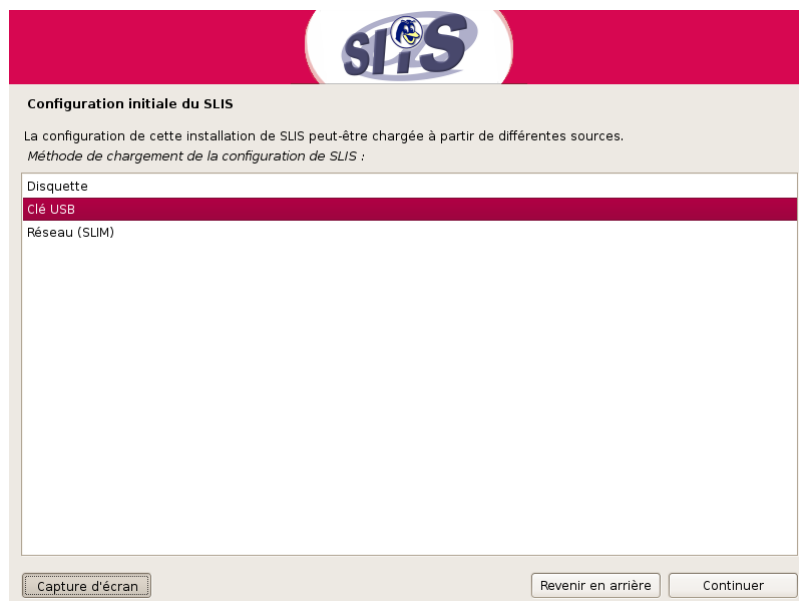 SLIS
Configuration initiale du SLIS
La configuration de cette installation de SLIS peut-être chargée à partir de différentes sources.
Méthode de chargement de la configuration de SLIS :
Disquette
Clé USB
Réseau (SLIM)
Capture d'écran
Revenir en arrière
Continuer